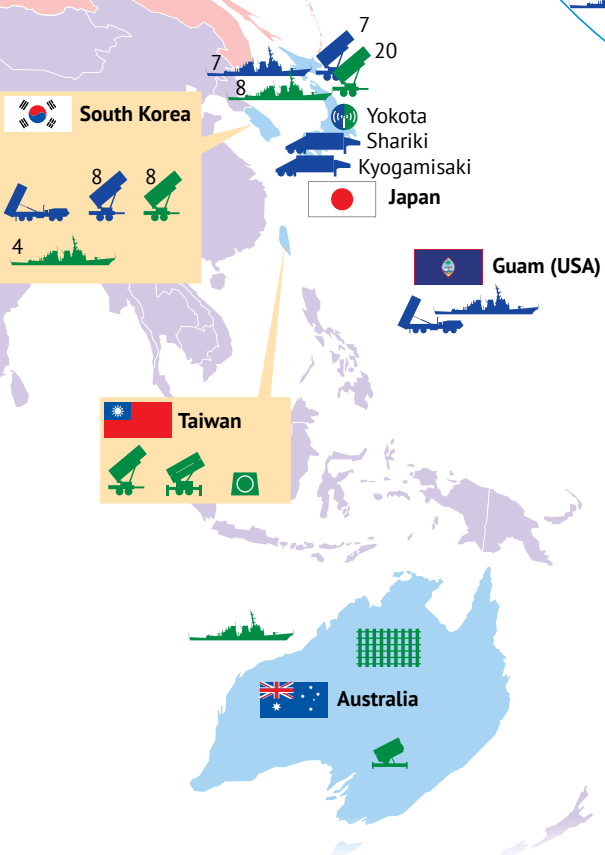 7
20
7
8
South Korea
Yokota
Shariki
Kyogamisaki
Japan
8
8
4
Guam (USA)
Taiwan
Australia